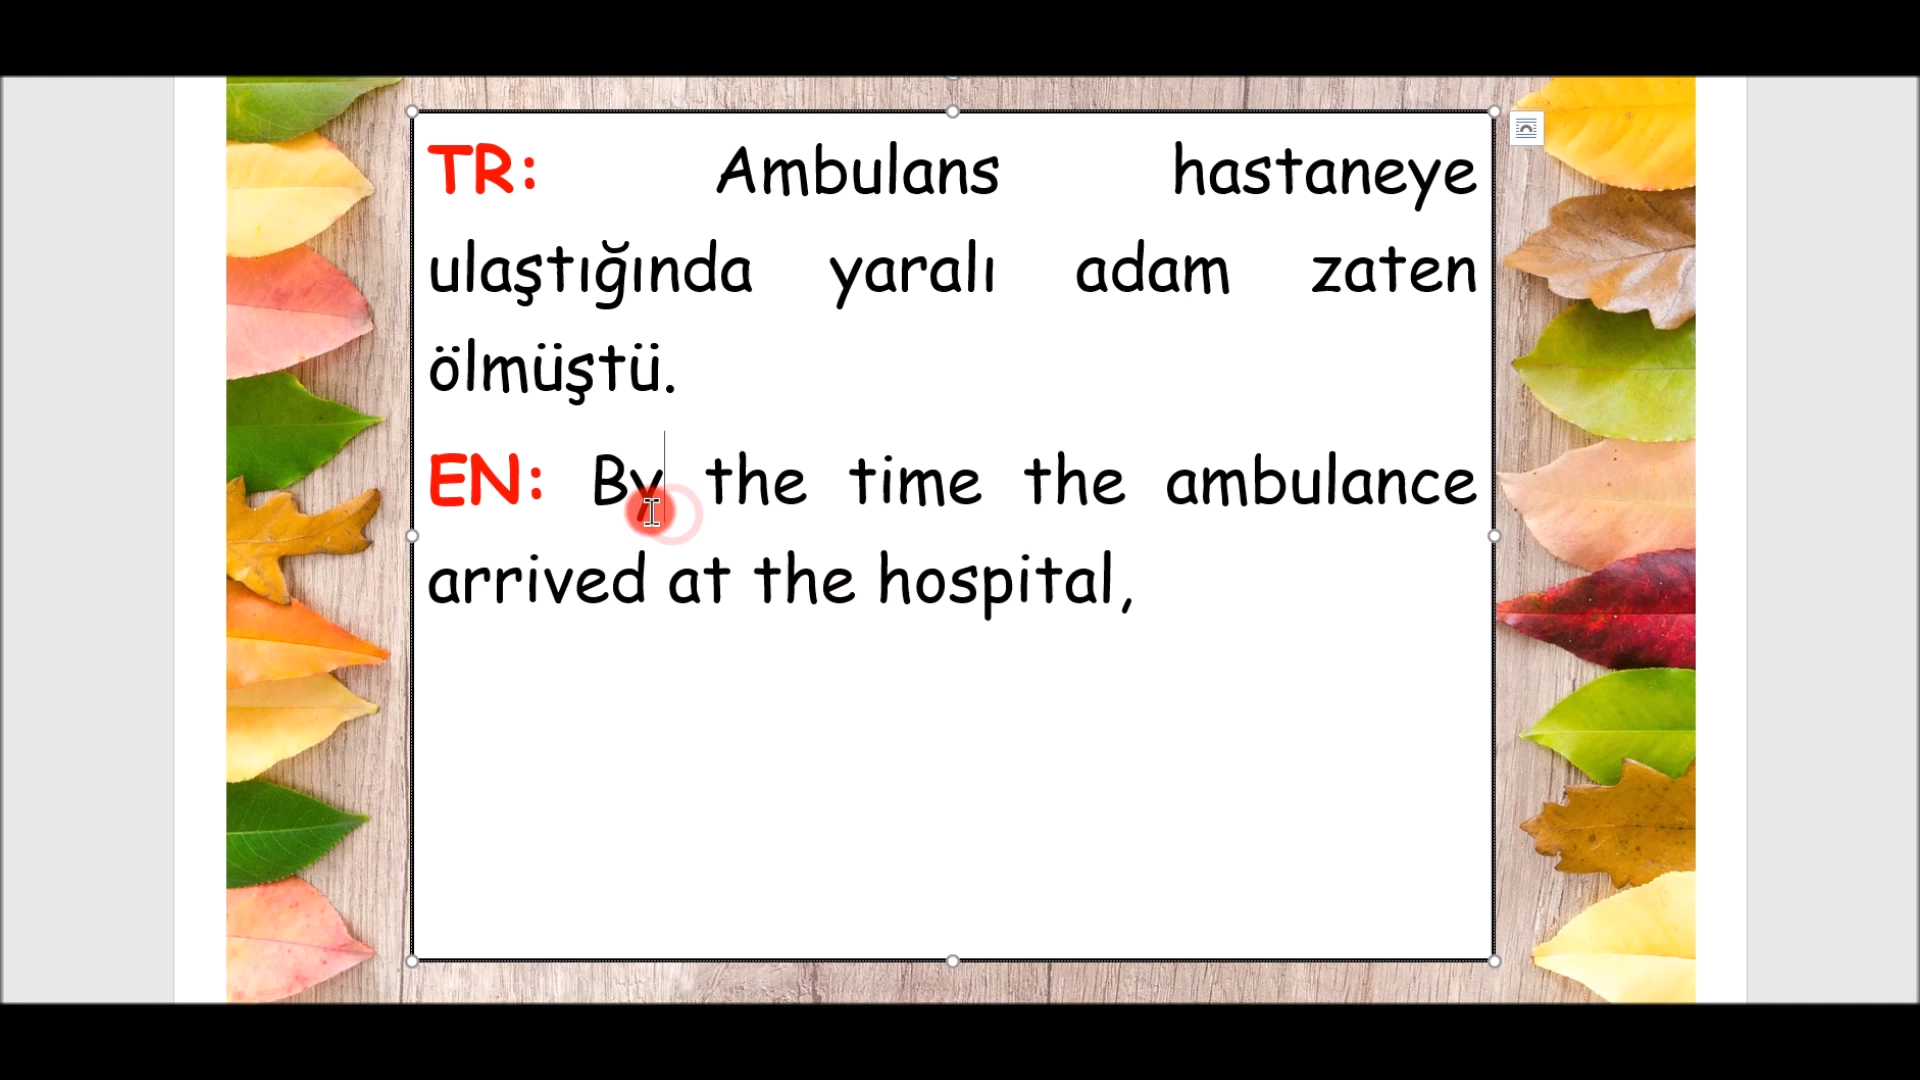 TR: Ambulans hastaneye
ulaştığında yaralı adam zaten
ölmüştü.
EN: By the time the ambulance
arrived at the hospital,